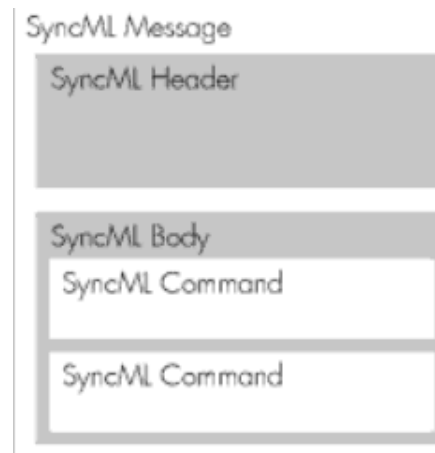 SyncML Message
SyncML Header
SyncML Body
SyncML Command
SyncML Command